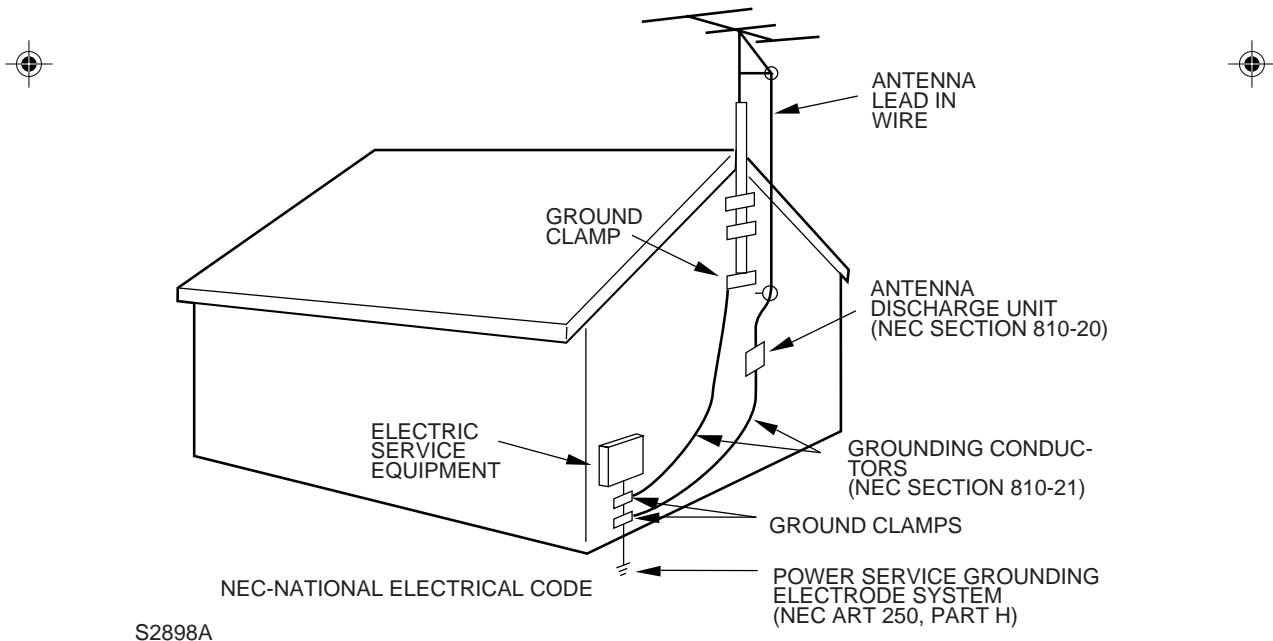 ANTENNA
LEAD IN
WIRE
GROUND
CLAMP
ANTENNA
DISCHARGE UNIT
(NEC SECTION 810-20)
ELECTRIC
SERVICE
EQUIPMENT
GROUNDING CONDUC-
TORS
(NEC SECTION 810-21)
GROUND CLAMPS
POWER SERVICE GROUNDING
ELECTRODE SYSTEM
(NEC ART 250, PART H)
NEC-NATIONAL ELECTRICAL CODE
S2898A